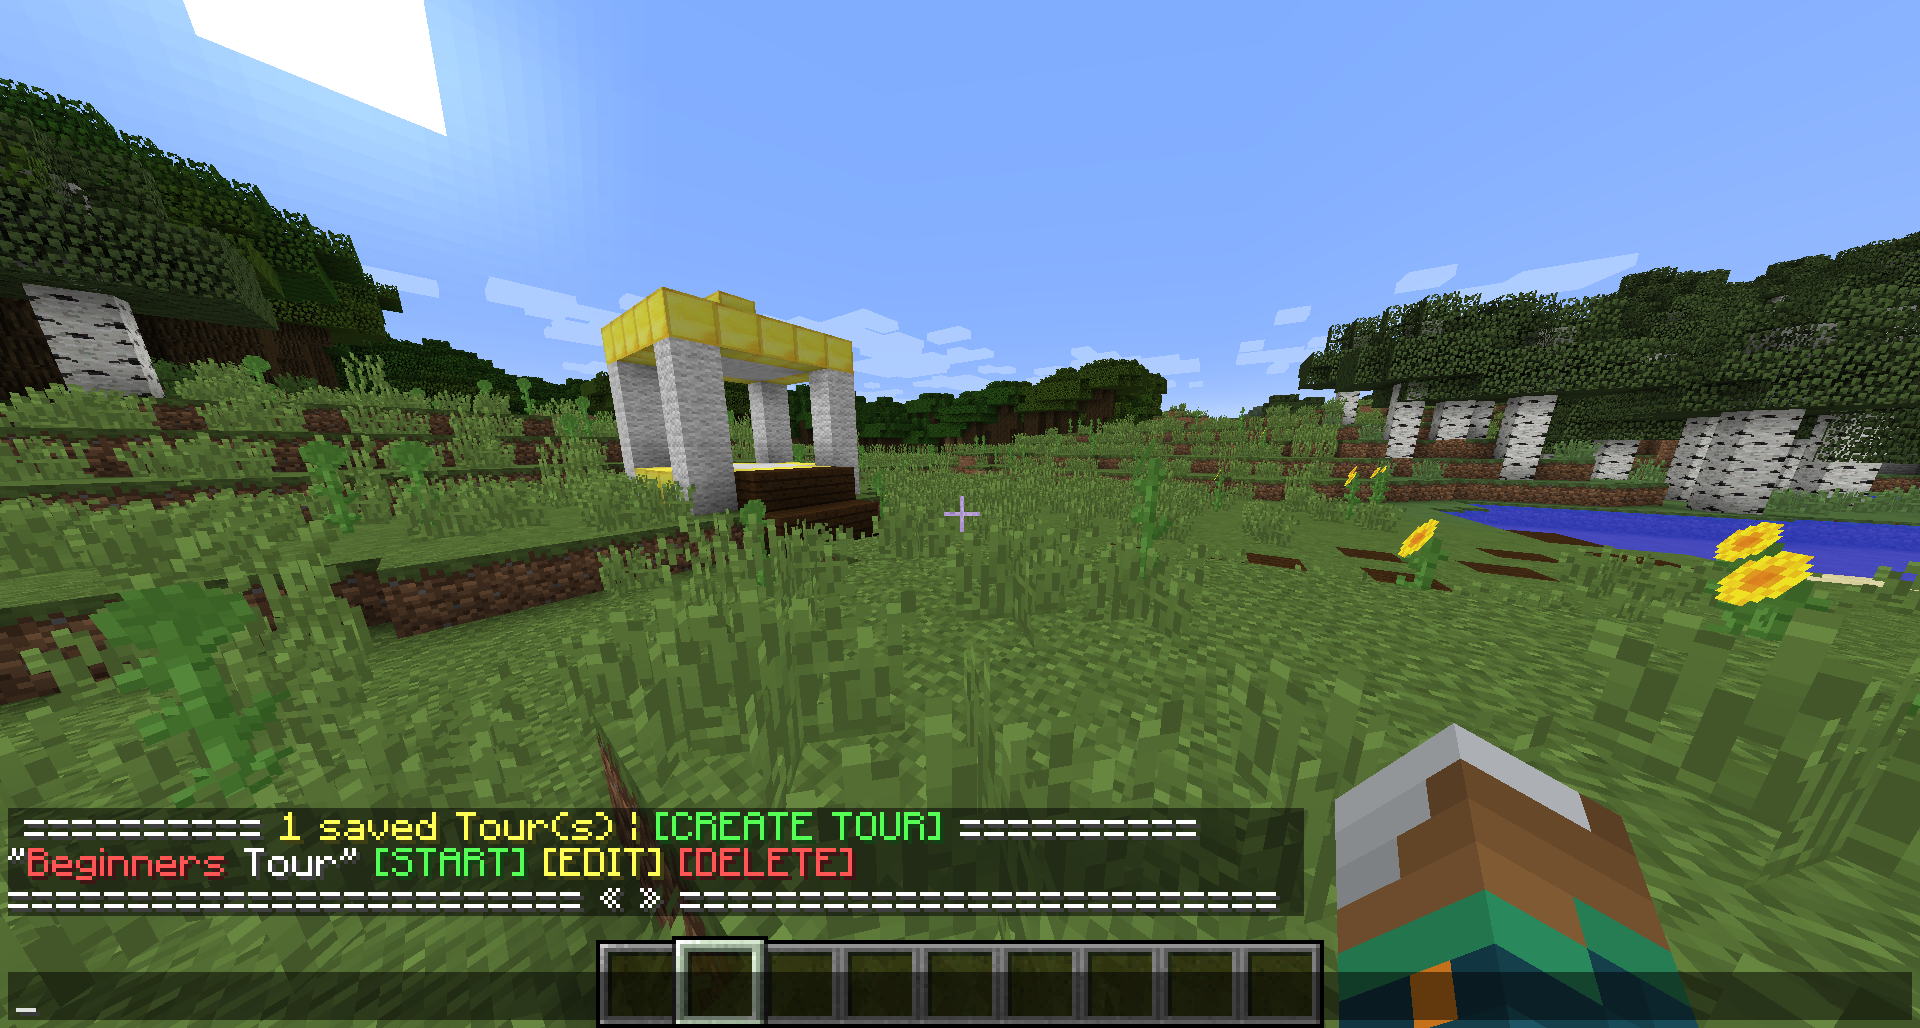 ========== 1 saved Tour(s) ¦ [CREATE TOUR] ==========
"Beginners Tour" [START] [EDIT] [DELETE]
======================== « » =========================
_